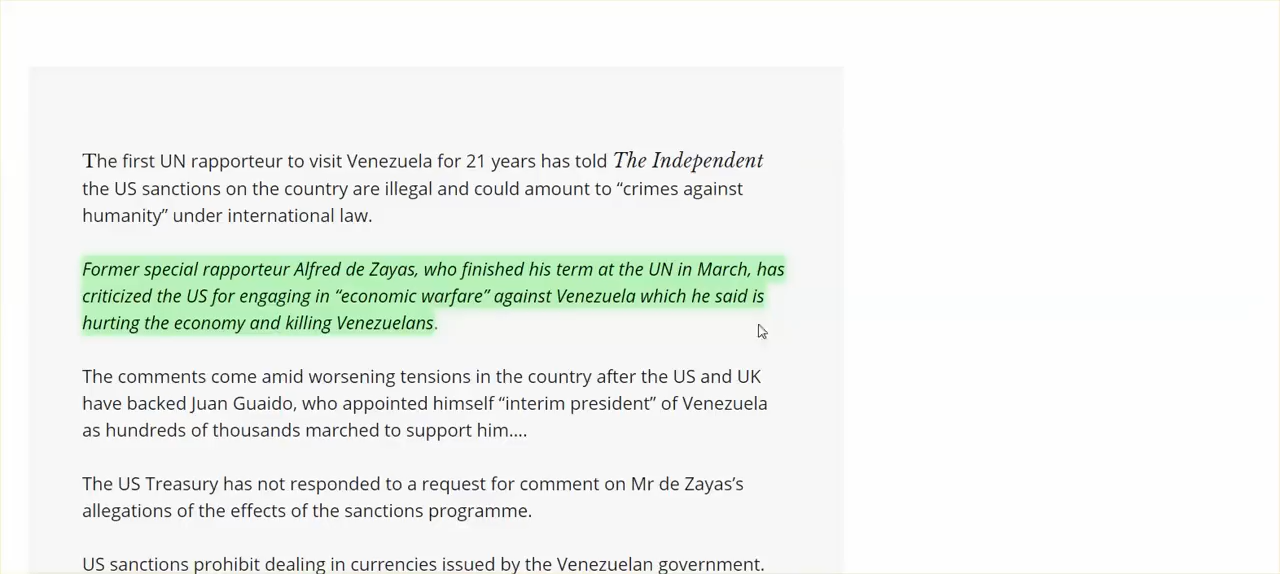 The first UN rapporteur to visit Venezuela for 21 years has told The Independent
the US sanctions on the country are illegal and could amount to “crimes against
humanity” under international law.
Former special rapporteur Alfred de Zayas, who finished his term at the UN in March, has
criticized the US for engaging in “economic warfare” against Venezuela which he said is
hurting the economy and killing Venezuelans.
The comments come amid worsening tensions in the country after the US and UK
have backed Juan Guaido, who appointed himself “interim president” of Venezuela
as hundreds of thousands marched to support him….
The US Treasury has not responded to a request for comment on Mr de Zayas’s
allegations of the effects of the sanctions programme.
US sanctions prohibit dealing in currencies issued by the Venezuelan government.